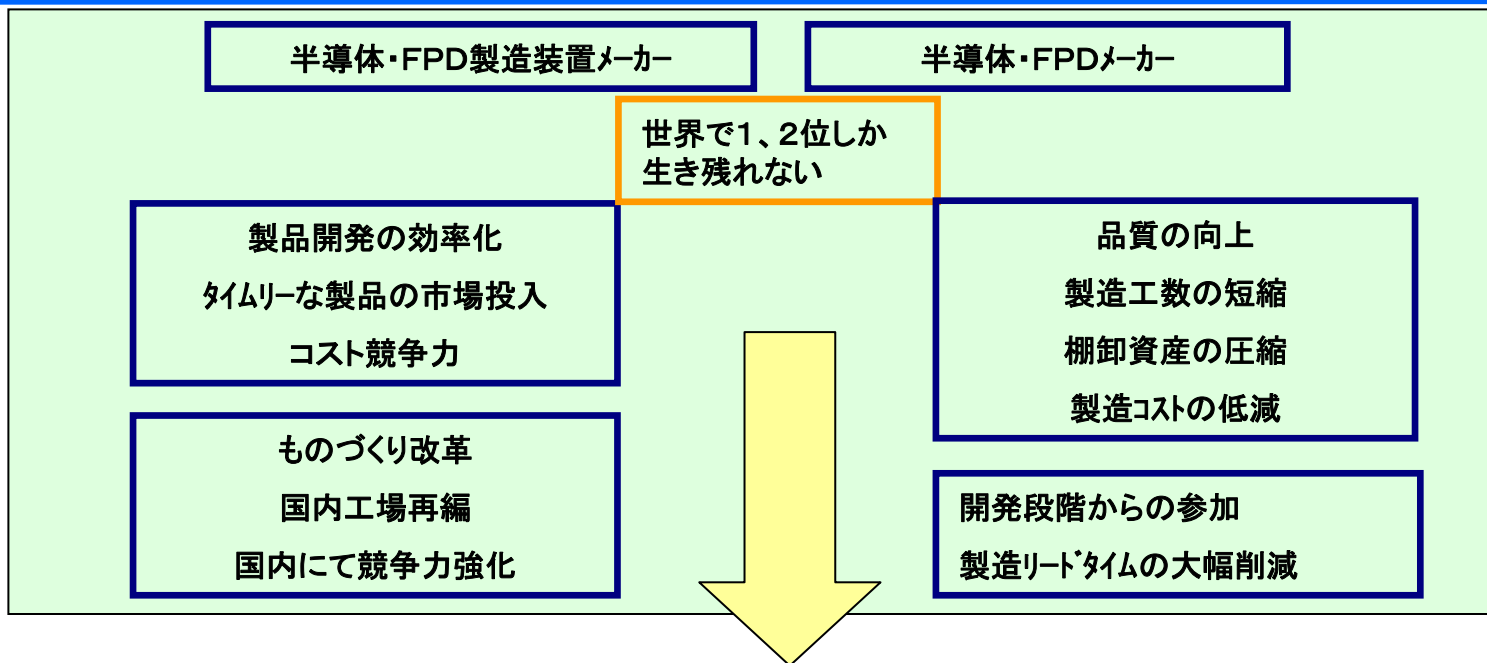 半導体・FPD製造装置ﾒｰｶｰ
半導体・FPDﾒｰｶｰ
世界で1、2位しか
生き残れない
製品開発の効率化
ﾀｲﾑﾘｰな製品の市場投入
コスト競争力
品質の向上
製造工数の短縮
棚卸資産の圧縮
製造ｺｽﾄの低減
ものづくり改革
国内工場再編
国内にて競争力強化
開発段階からの参加
製造ﾘｰﾄﾞﾀｲﾑの大幅削減